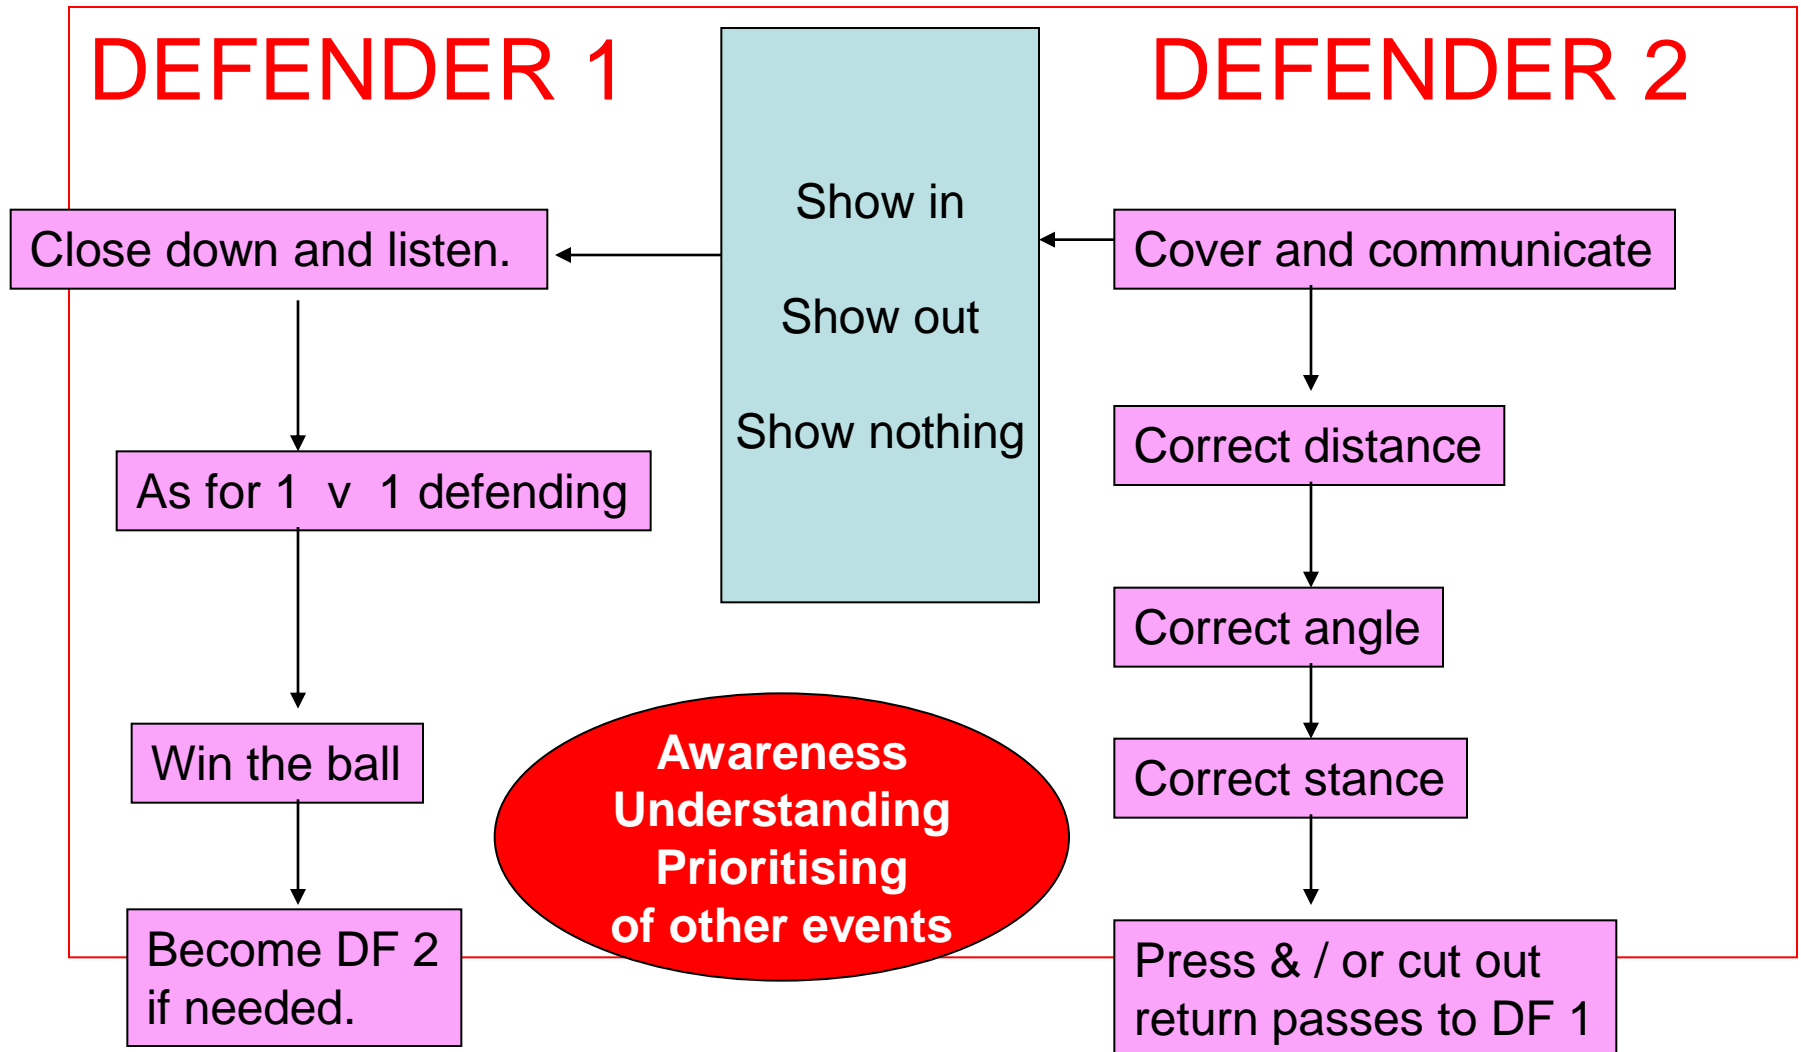 DEFENDER 1
DEFENDER 2
Show in
Show out
Show nothing
Close down and listen.
As for 1 v 1 defending
Win the ball
Become DF 2
if needed.
Cover and communicate
Correct distance
Correct angle
Correct stance
Press & / or cut out
return passes to DF 1
Awareness
Understanding
Prioritising
of other events